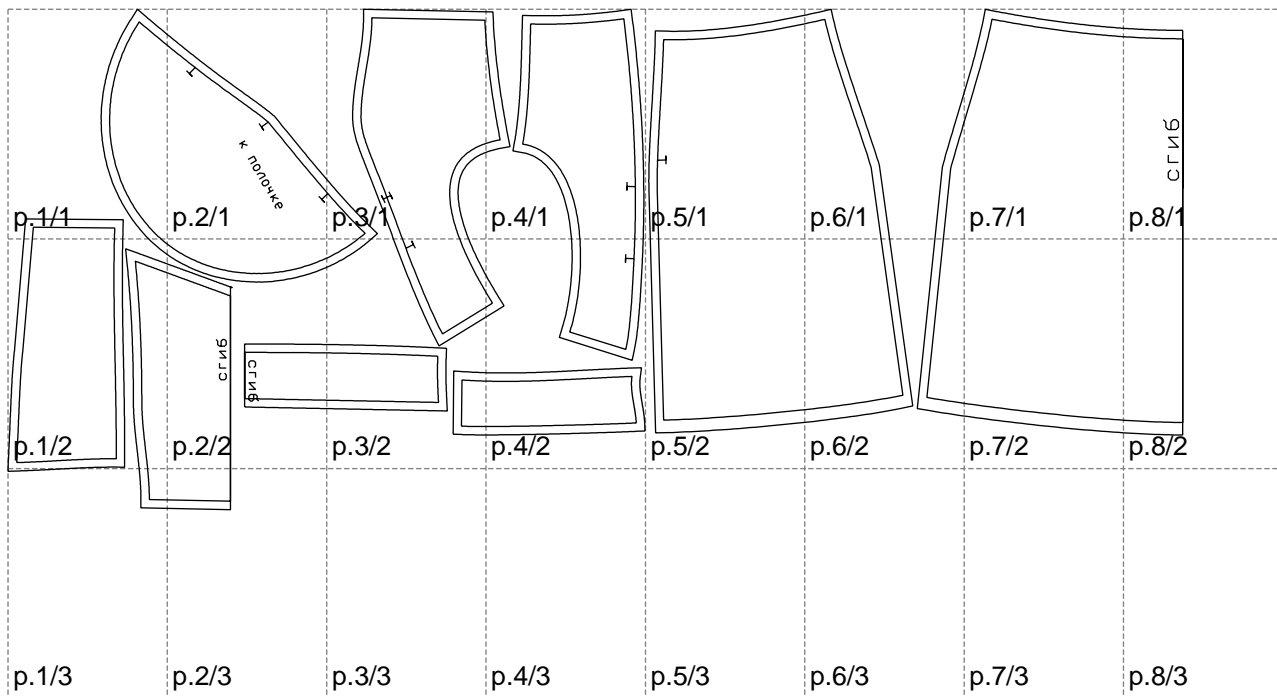 к полочке
сгиб
p.1/1 p.2/1 p.3/1 p.4/1 p.5/1 p.6/1 p.7/1 p.8/1
сгиб
сгиб
p.1/2 p.2/2 p.3/2 p.4/2 p.5/2 p.6/2 p.7/2 p.8/2
p.1/3 p.2/3 p.3/3 p.4/3 p.5/3 p.6/3 p.7/3 p.8/3